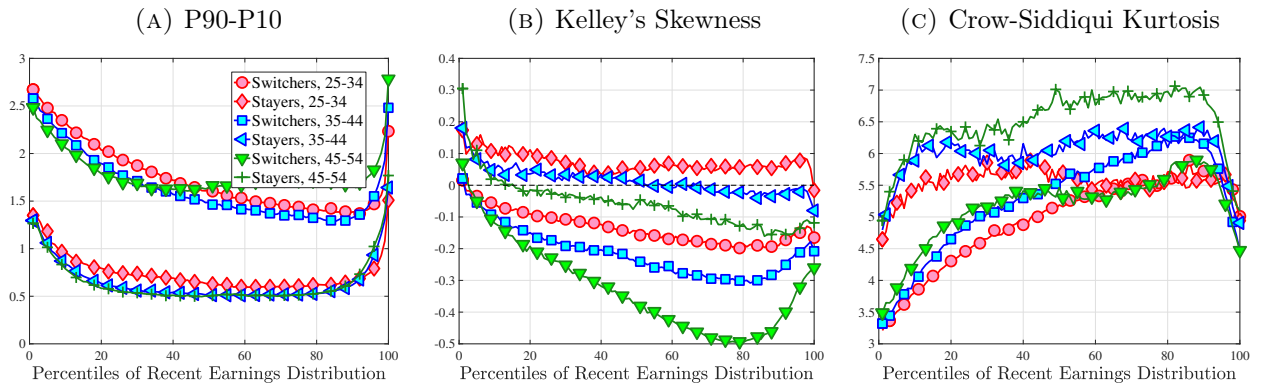 (A) P90-P10
(B) Kelley's Skewness
(C) Crow-Siddiqui Kurtosis
3
2.5
2
1.5
1
0.5
0
0 20 40 60 80 100
Percentiles of Recent Earnings Distribution
Switchers, 25-34
Stayers, 25-34
Switchers, 35-44
Stayers, 35-44
Switchers, 45-54
Stayers, 45-54
0.4
0.3
0.2
0.1
0
-0.1
-0.2
-0.3
-0.4
-0.5
0 20 40 60 80 100
Percentiles of Recent Earnings Distribution
7.5
7
6.5
6
5.5
5
4.5
4
3.5
3
0 20 40 60 80 100
Percentiles of Recent Earnings Distribution